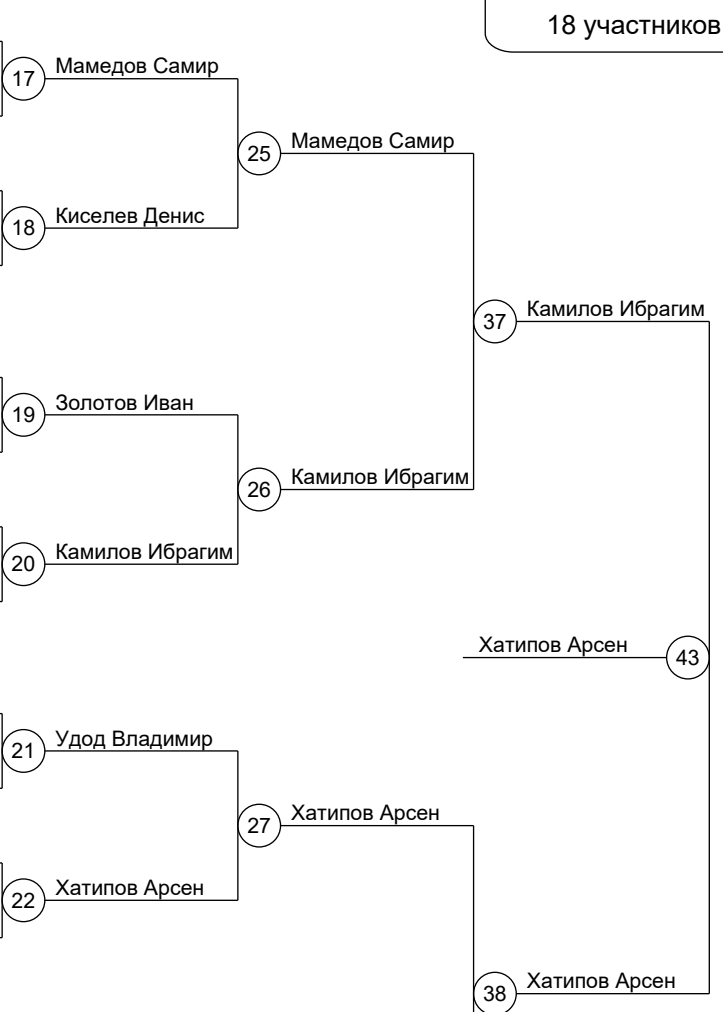 18 участников
17 Мамедов Самир
25 Мамедов Самир
18 Киселев Денис
37 Камилов Ибрагим
19 Золотов Иван
26 Камилов Ибрагим
20 Камилов Ибрагим
Хатипов Арсен 43
21 Удод Владимир
27 Хатипов Арсен
22 Хатипов Арсен
38 Хатипов Арсен